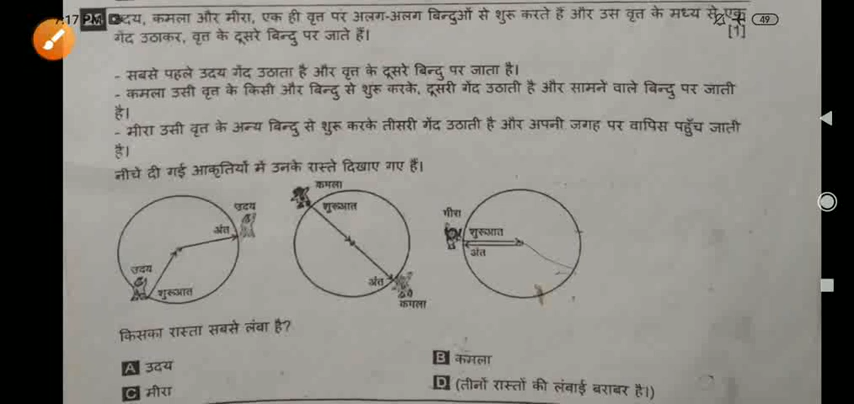 उदय, कमला और मीरा, एक ही वृत्त पर अलग-अलग बिन्दुओं से शुरू करते हैं और उस वृत्त के मध्य से एक
49
गेंद उठाकर, वृत्त के दूसरे बिन्दु पर जाते हैं।
[1]
- सबसे पहले उदय गेंद उठाता है और वृत्त के दूसरे बिन्दु पर जाता है।
- कमला उसी वृत्त के किसी और बिन्दु से शुरू करके, दूसरी गेंद उठाती है और सामने वाले बिन्दु पर जाती
है।
- मीरा उसी वृत्त के अन्य बिन्दु से शुरू करके तीसरी गेंद उठाती है और अपनी जगह पर वापिस पहुँच जाती
है।
नीचे दी गई आकृतियों में उनके रास्ते दिखाए गए हैं।
उदय
अंत
उदय
शुरूआत
कमला
शुरूआत
अंत
कमला
मीरा
शुरूआत
अंत
किसका रास्ता सबसे लंबा है?
A उदय
B कमला
C मीरा
D (तीनों रास्तों की लंबाई बराबर है।)